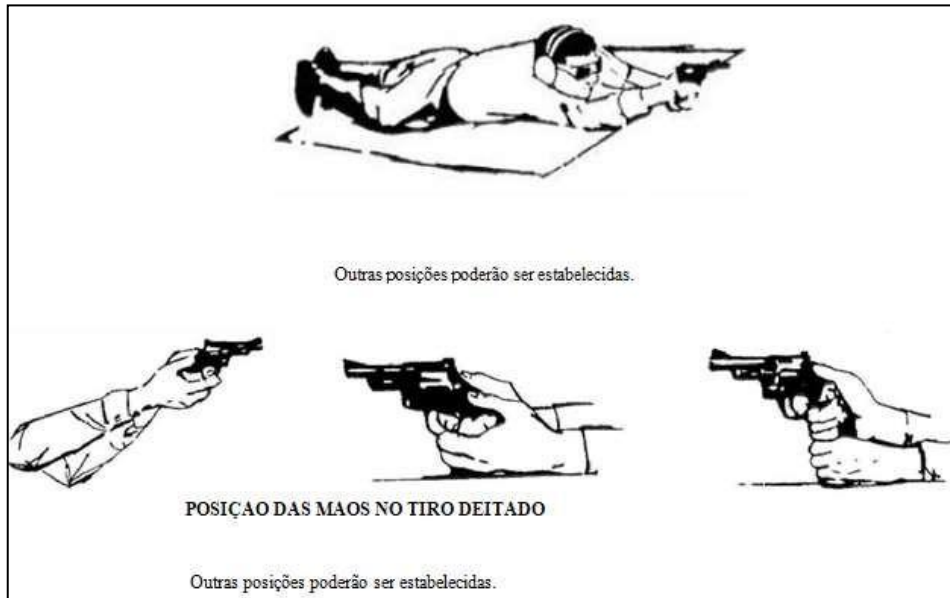 Outras posições poderão ser estabelecidas.
POSIÇAO DAS MAOS NO TIRO DEITADO
Outras posições poderão ser estabelecidas.